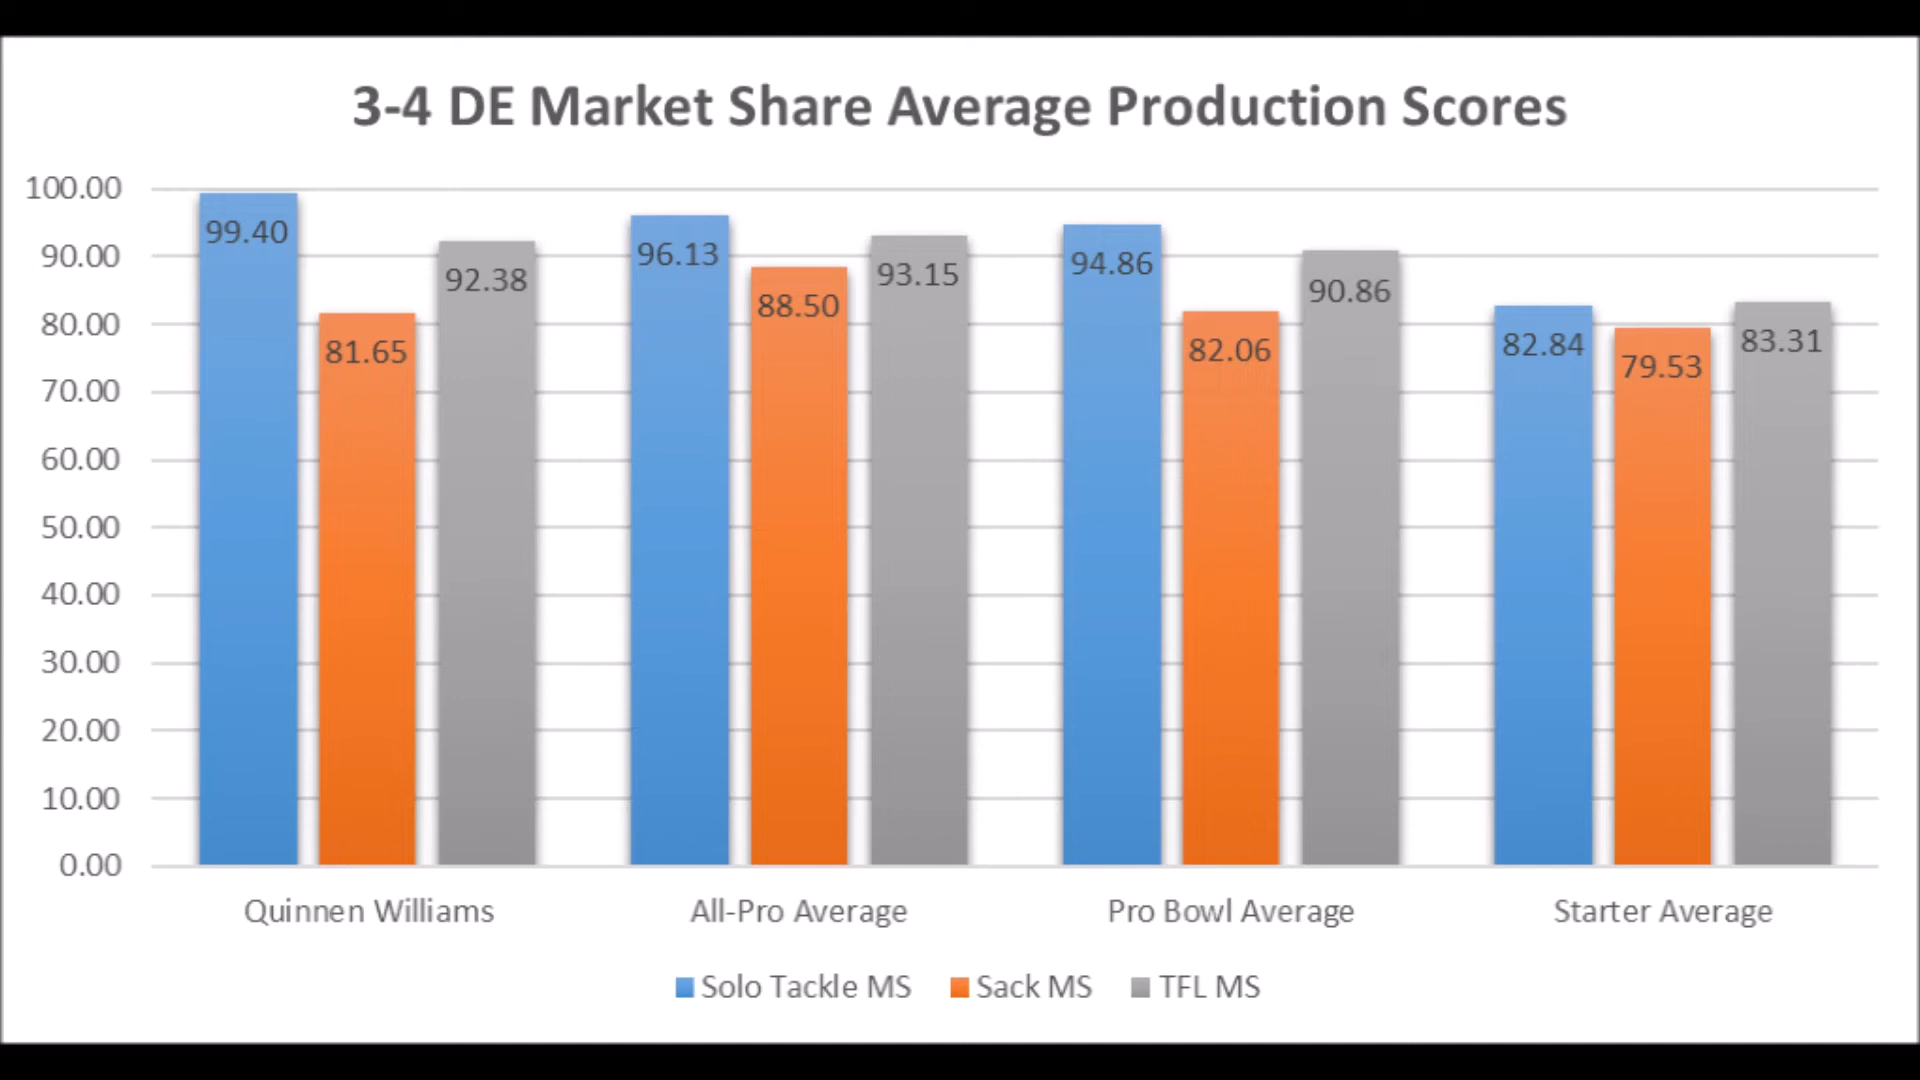 3-4 DE Market Share Average Production Scores
100.00
90.00
80.00
70.00
60.00
50.00
40.00
30.00
20.00
10.00
0.00
99.40
81.65
92.38
96.13
88.50
93.15
94.86
82.06
90.86
82.84
79.53
83.31
Quinnen Williams
All-Pro Average
Pro Bowl Average
Starter Average
Solo Tackle MS
Sack MS
TFL MS